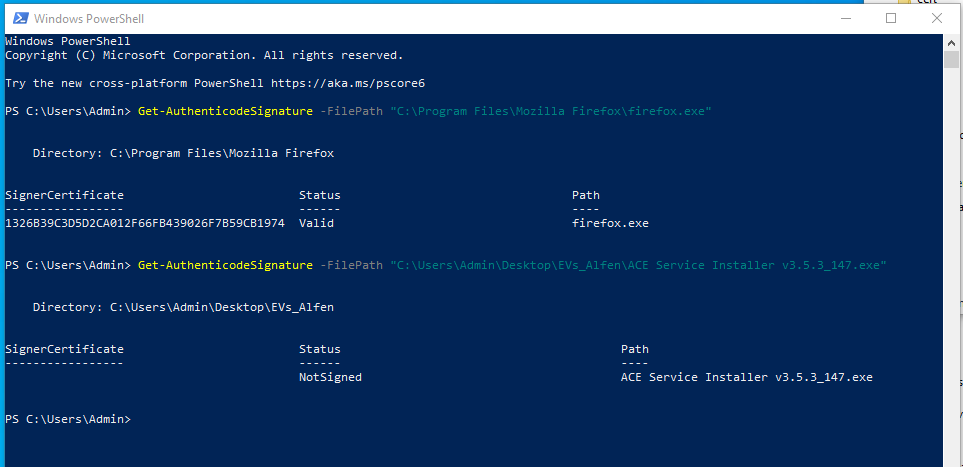 Windows PowerShell
Windows PowerShell
Copyright (C) Microsoft Corporation. All rights reserved.
Try the new cross-platform PowerShell https://aka.ms/pscore6
PS C:\Users\Admin> Get-AuthenticodeSignature -FilePath "C:\Program Files\Mozilla Firefox\firefox.exe"
Directory: C:\Program Files\Mozilla Firefox
SignerCertificate Status Path
----------------- ------ ----
1326B39C3D5D2CA012F66FB439026F7B59CB1974 Valid firefox.exe
PS C:\Users\Admin> Get-AuthenticodeSignature -FilePath "C:\Users\Admin\Desktop\EVs_Alfen\ACE Service Installer v3.5.3_147.exe"
Directory: C:\Users\Admin\Desktop\EVs_Alfen
SignerCertificate Status Path
----------------- ------ ----
NotSigned ACE Service Installer v3.5.3_147.exe
PS C:\Users\Admin>